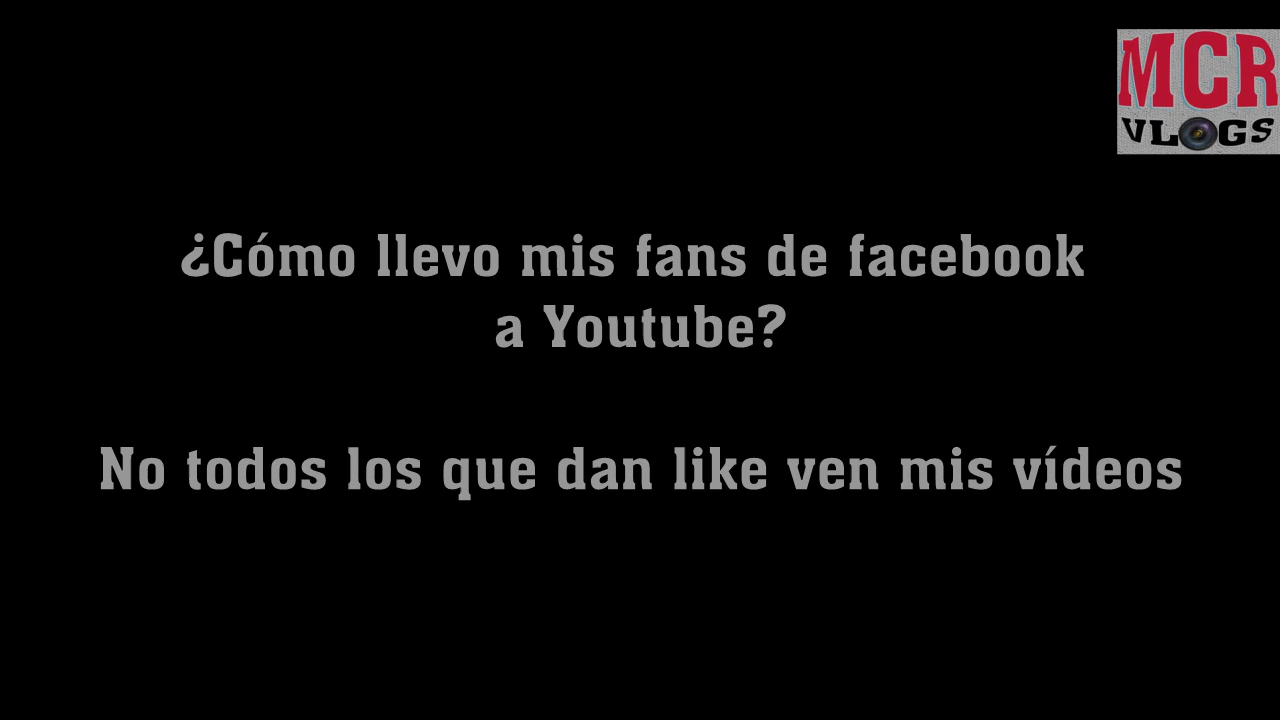 MCR
VLOGS
¿Cómo llevo mis fans de facebook
a Youtube?
No todos los que dan like ven mis vídeos